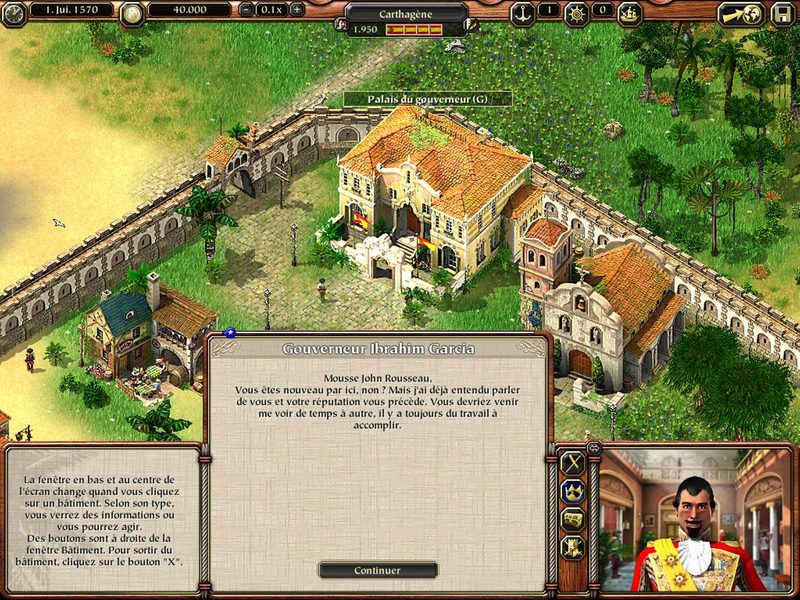 1. Jui. 1570
40.000
0.1x
Carthagène
1
0
1.950
Palais du gouverneur (G)
Gouverneur Ibrahim Garcia
Mousse John Rousseau,
Vous êtes nouveau par ici, non ? Mais j'ai déjà entendu parler
de vous et votre réputation vous précède. Vous devriez venir
me voir de temps à autre, il y a toujours du travail à
accomplir.
Continuer
La fenêtre en bas et au centre de
l'écran change quand vous cliquez
sur un bâtiment. Selon son type,
vous verrez des informations ou
vous pourrez agir.
Des boutons sont à droite de la
fenêtre Bâtiment. Pour sortir du
bâtiment, cliquez sur le bouton "X".